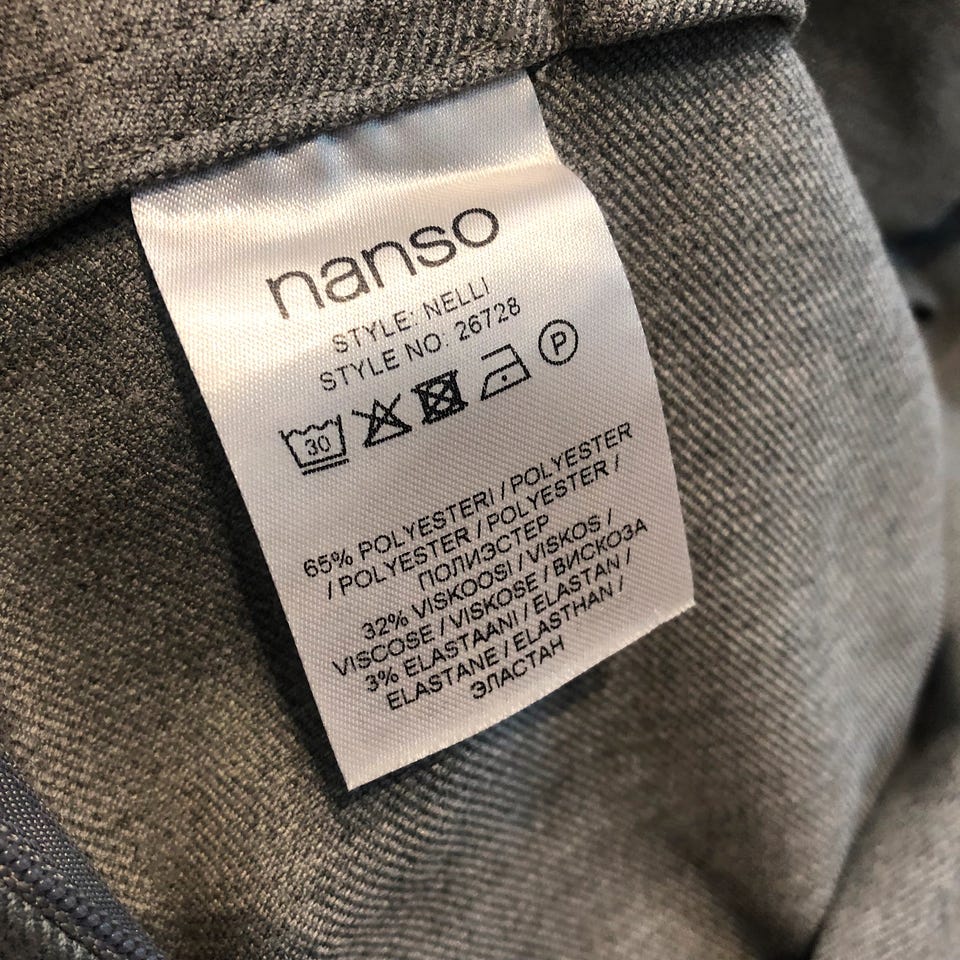 nanso
STYLE: NELLI
STYLE NO: 26728
30 P
65% POLYESTERI / POLYESTER
/ POLYESTER / POLYESTER /
ПОЛИЭСТЕР
32% VISKOOSI / VISKOS /
VISCOSE / VISKOSE / ВИСКОЗА
3% ELASTAANI / ELASTAN /
ELASTANE / ELASTHAN /
ЭЛАСТАН